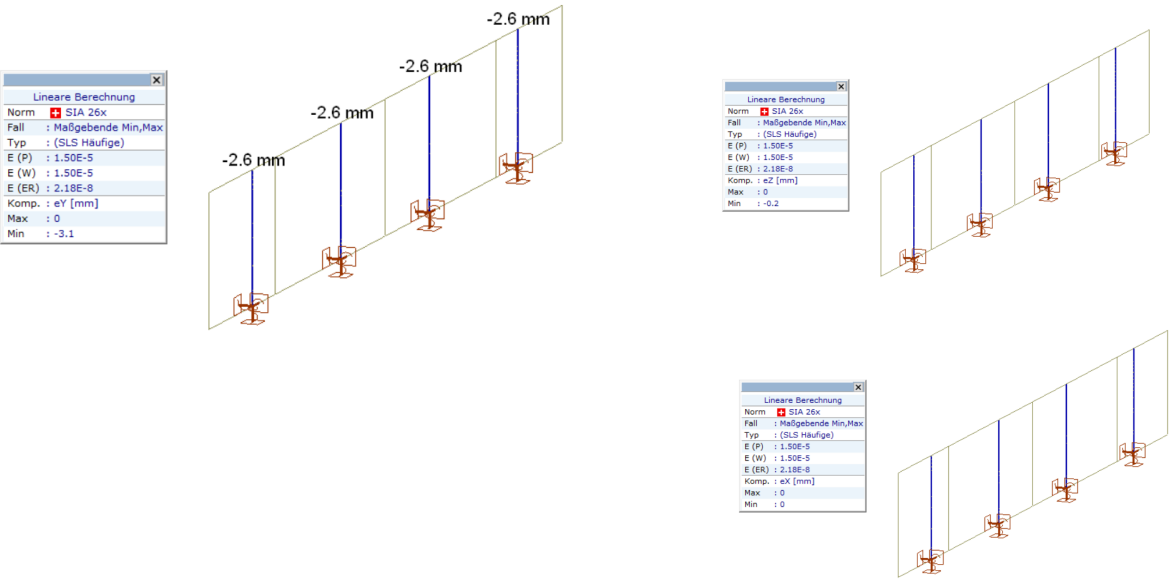 -2.6 mm
-2.6 mm
-2.6 mm
-2.6 mm
Lineare Berechnung
Norm SIA 26x
Fall : Maßgebende Min,Max
Typ : (SLS Häufige)
E (P) : 1.50E-5
E (W) : 1.50E-5
E (ER) : 2.18E-8
Komp. : eY [mm]
Max : 0
Min : -3.1
Lineare Berechnung
Norm SIA 26x
Fall : Maßgebende Min,Max
Typ : (SLS Häufige)
E (P) : 1.50E-5
E (W) : 1.50E-5
E (ER) : 2.18E-8
Komp. : eZ [mm]
Max : 0
Min : -0.2
Lineare Berechnung
Norm SIA 26x
Fall : Maßgebende Min,Max
Typ : (SLS Häufige)
E (P) : 1.50E-5
E (W) : 1.50E-5
E (ER) : 2.18E-8
Komp. : eX [mm]
Max : 0
Min : 0